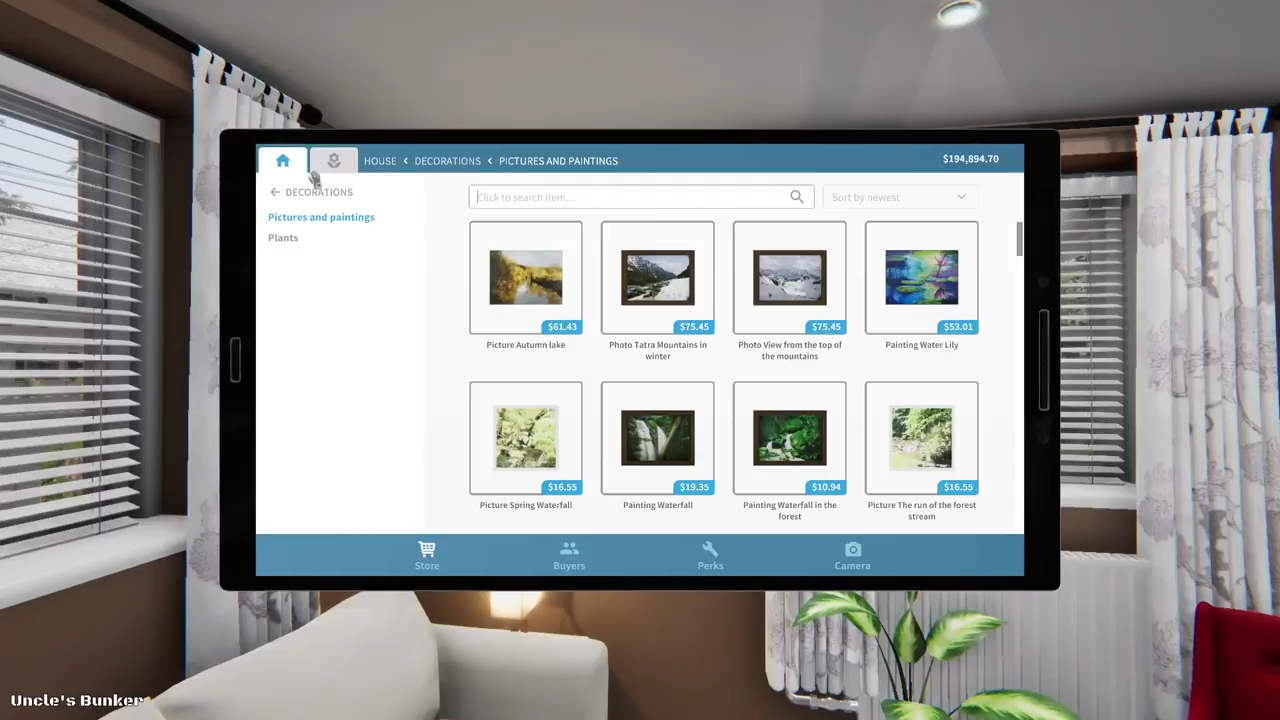 HOUSE < DECORATIONS < PICTURES AND PAINTINGS
$194,894.70
DECORATIONS
Pictures and paintings
Plants
Click to search item...
Sort by newest
$61.43
$75.45
$75.45
$53.01
Picture Autumn lake
Photo Tatra Mountains in
winter
Photo View from the top of
the mountains
Painting Water Lily
$16.55
$19.35
$10.94
$16.55
Picture Spring Waterfall
Painting Waterfall
Painting Waterfall in the
forest
Picture The run of the forest
stream
Store
Buyers
Perks
Camera
Uncle's Bunker